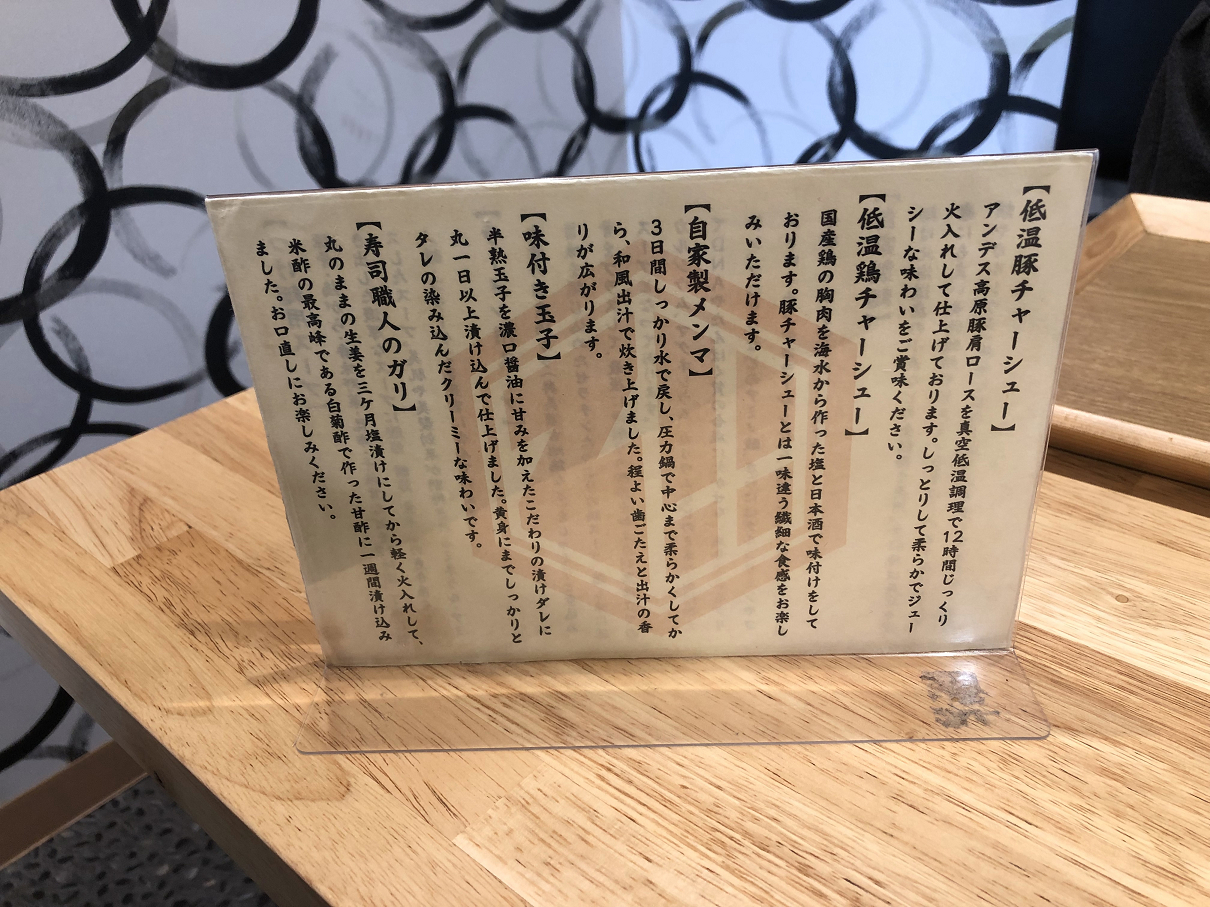 【低温豚チャーシュー】
アンデス高原豚肩ロースを真空低温調理で12時間じっくり
火入れして仕上げております。しっとりして柔らかでジュー
シーな味わいをご賞味ください。
【低温鶏チャーシュー】
国産鶏の胸肉を海水から作った塩と日本酒で味付けをして
おります。豚チャーシューとは一味違う繊細な食感をお楽し
みいただけます。
【自家製メンマ】
3日間しっかり水で戻し、圧力鍋で中心まで柔らかくしてか
ら、和風出汁で炊き上げました。程よい歯ごたえと出汁の香
りが広がります。
【味付き玉子】
半熟玉子を濃口醤油に甘みを加えたこだわりの漬けダレに
丸一日以上漬け込んで仕上げました。黄身にまでしっかりと
タレの染み込んだクリーミーな味わいです。
【寿司職人のガリ】
丸のままの生姜を三ケ月塩漬けにしてから軽く火入れして、
米酢の最高峰である白菊酢で作った甘酢に一週間漬け込み
ました。お口直しにお楽しみください。